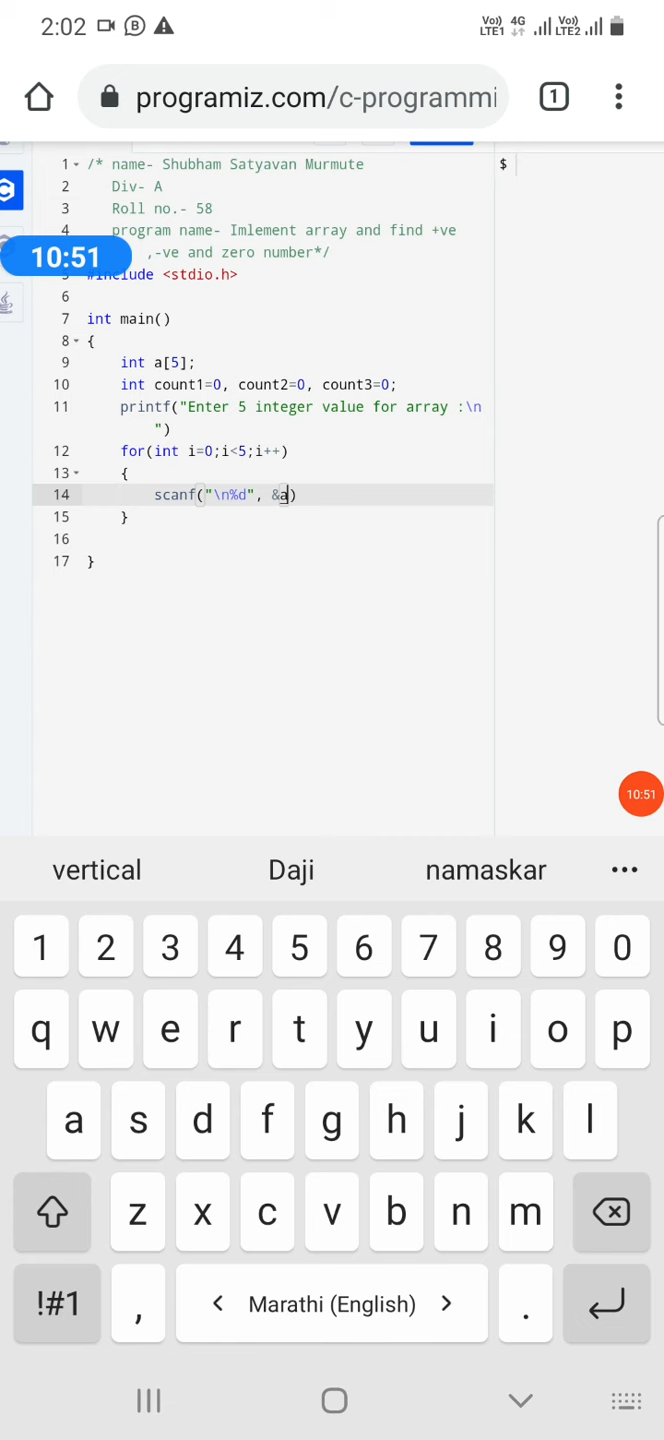 2:02
Vo)) 4G Vo))
LTE1 LTE2
programiz.com/c-programmi
1
1 /* name- Shubham Satyavan Murmute
2 Div- A
3 Roll no.- 58
4 program name- Imlement array and find +ve
,-ve and zero number*/
10:51
#include <stdio.h>
6
7 int main()
8 {
9 int a[5];
10 int count1=0, count2=0, count3=0;
11 printf("Enter 5 integer value for array :\n
")
12 for(int i=0;i<5;i++)
13 {
14 scanf("\n%d", &a)
15 }
16
17 }
$
10:51
vertical Daji namaskar ...
1 2 3 4 5 6 7 8 9 0
q w e r t y u i o p
a s d f g h j k l
z x c v b n m
!#1 , < Marathi (English) > .